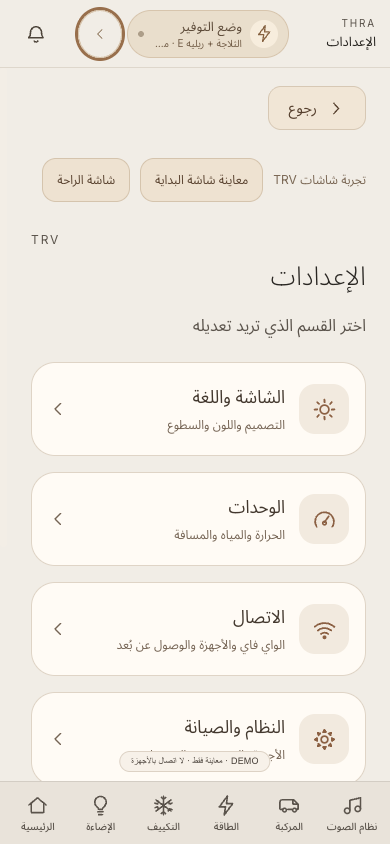 THRA
الإعدادات
وضع التوفير
الثلاجة + ريليه E · مـ...
رجوع
تجربة شاشات TRV
معاينة شاشة البداية
شاشة الراحة
TRV
الإعدادات
اختر القسم الذي تريد تعديله
الشاشة واللغة
التصميم واللون والسطوع
الوحدات
الحرارة والمياه والمسافة
الاتصال
الواي فاي والأجهزة والوصول عن بُعد
النظام والصيانة
DEMO · معاينة فقط · لا اتصال بالأجهزة
نظام الصوت
المركبة
الطاقة
التكييف
الإضاءة
الرئيسية